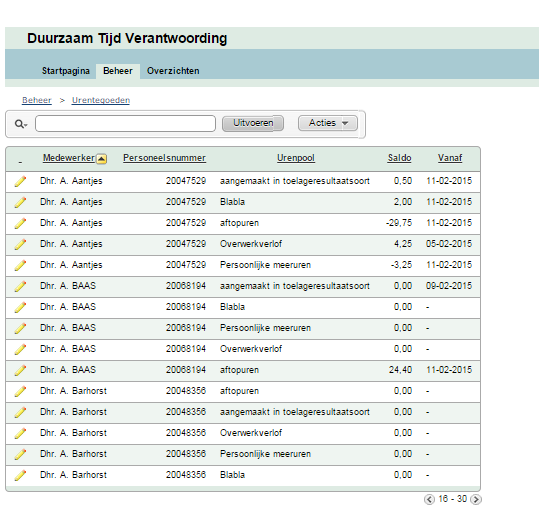 Duurzaam Tijd Verantwoording
Startpagina Beheer Overzichten
Beheer > Urentegoeden
Uitvoeren Acties
Medewerker Personeelsnummer Urenpool Saldo Vanaf
Dhr. A. Aantjes 20047529 aangemaakt in toelageresultaatsoort 0,50 11-02-2015
Dhr. A. Aantjes 20047529 Blabla 2,00 11-02-2015
Dhr. A. Aantjes 20047529 aftopuren -29,75 11-02-2015
Dhr. A. Aantjes 20047529 Overwerkverlof 4,25 05-02-2015
Dhr. A. Aantjes 20047529 Persoonlijke meeruren -3,25 11-02-2015
Dhr. A. BAAS 20068194 aangemaakt in toelageresultaatsoort 0,00 09-02-2015
Dhr. A. BAAS 20068194 Blabla 0,00 -
Dhr. A. BAAS 20068194 Persoonlijke meeruren 0,00 -
Dhr. A. BAAS 20068194 Overwerkverlof 0,00 -
Dhr. A. BAAS 20068194 aftopuren 24,40 11-02-2015
Dhr. A. Barhorst 20048356 aftopuren 0,00 -
Dhr. A. Barhorst 20048356 aangemaakt in toelageresultaatsoort 0,00 -
Dhr. A. Barhorst 20048356 Overwerkverlof 0,00 -
Dhr. A. Barhorst 20048356 Persoonlijke meeruren 0,00 -
Dhr. A. Barhorst 20048356 Blabla 0,00 -
16 - 30